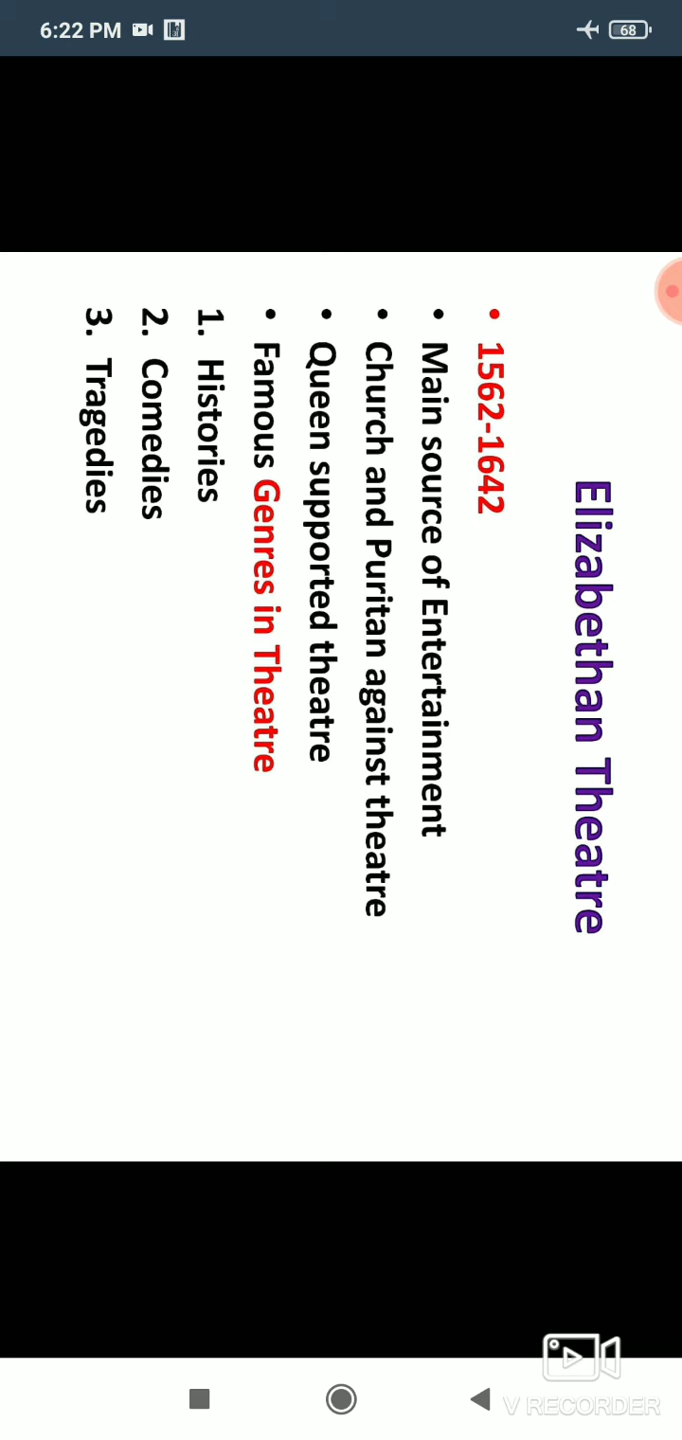 6:22 PM
68
Elizabethan Theatre
• 1562-1642
• Main source of Entertainment
• Church and Puritan against theatre
• Queen supported theatre
• Famous Genres in Theatre
1. Histories
2. Comedies
3. Tragedies
V RECORDER